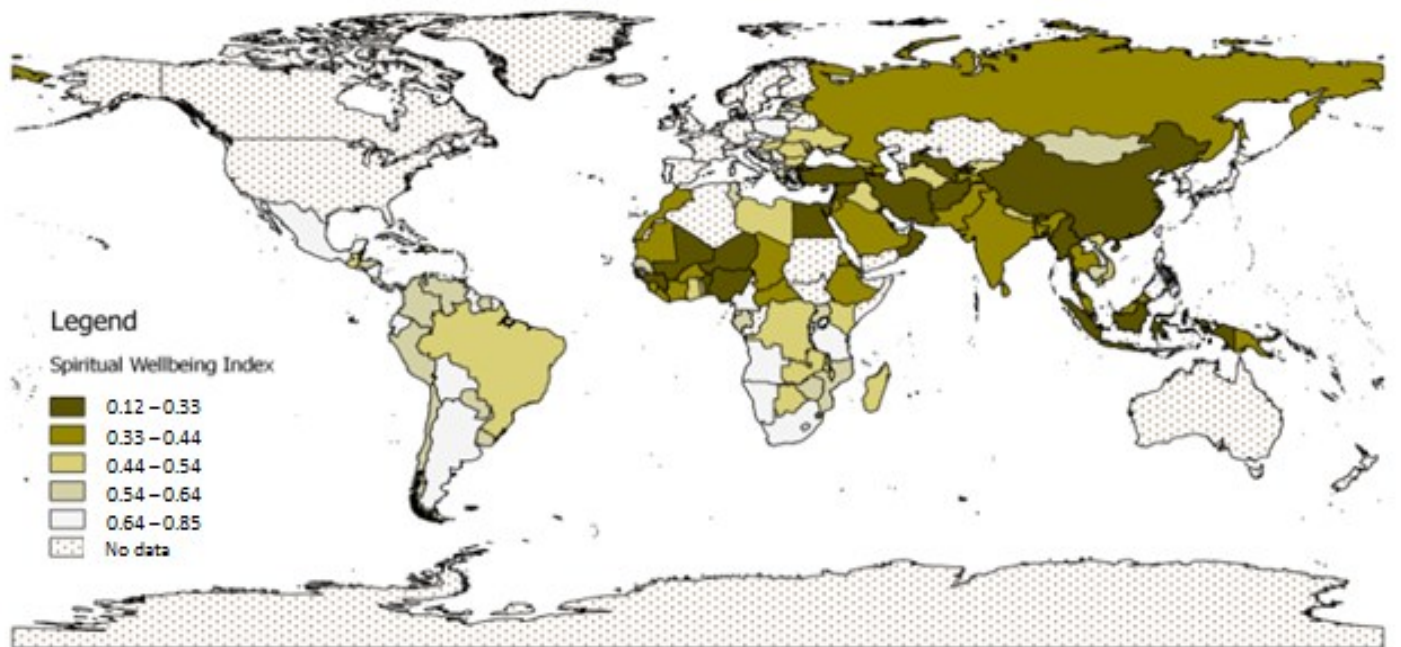 Legend
Spiritual Wellbeing Index
0.12 – 0.33
0.33 – 0.44
0.44 – 0.54
0.54 – 0.64
0.64 – 0.85
No data